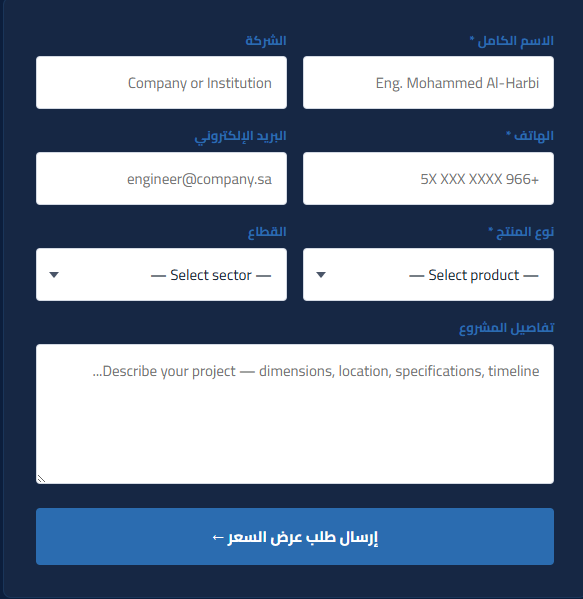 الاسم الكامل *
الشركة
Eng. Mohammed Al-Harbi
Company or Institution
الهاتف *
البريد الإلكتروني
5X XXX XXXX 966+
engineer@company.sa
نوع المنتج *
القطاع
— Select product —
— Select sector —
تفاصيل المشروع
...Describe your project — dimensions, location, specifications, timeline
إرسال طلب عرض السعر ←